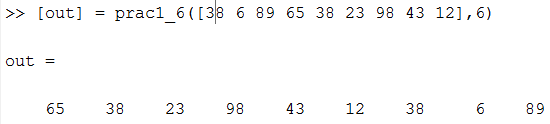 >> [out] = prac1_6([38 6 89 65 38 23 98 43 12],6)
out =
65 38 23 98 43 12 38 6 89